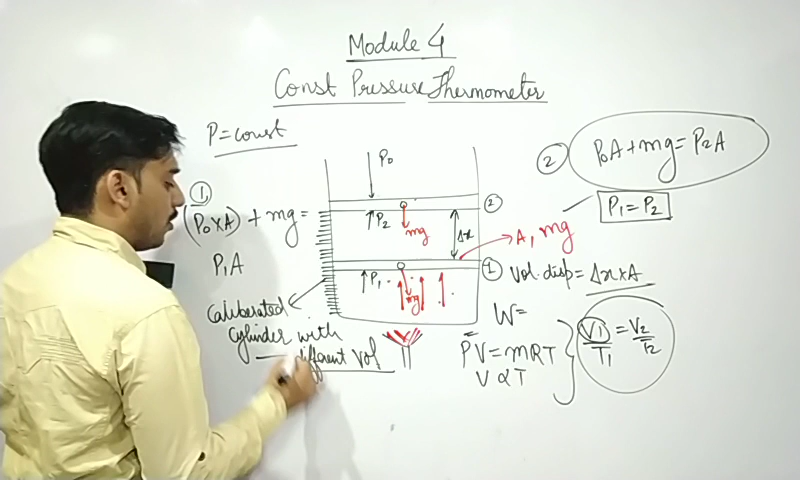 Module 4
Const Pressure Thermometer
P=const
①
(P₀×A) + mg =
P₁A
calibarated
cylinder with
different vol
P₀
②
P₂
mg
Δx
A, mg
①
P₁
mg
② P₀A+mg=P₂A
P₁=P₂
Vol. disp = Δx×A
W=
PV=mRT
V∝T
V₁/T₁ = V₂/T₂